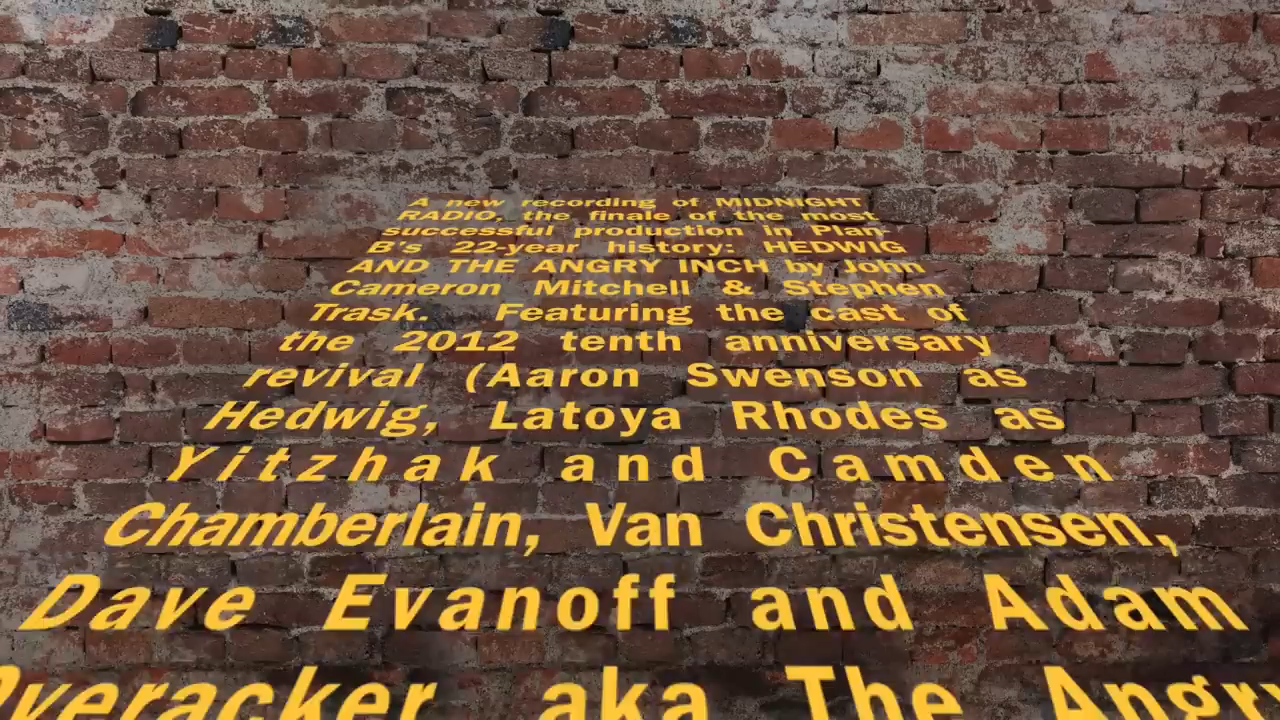 A new recording of MIDNIGHT
RADIO, the finale of the most
successful production in Plan-
B's 22-year history: HEDWIG
AND THE ANGRY INCH by John
Cameron Mitchell & Stephen
Trask. Featuring the cast of
the 2012 tenth anniversary
revival (Aaron Swenson as
Hedwig, Latoya Rhodes as
Yitzhak and Camden
Chamberlain, Van Christensen,
Dave Evanoff and Adam
Overacker aka The Angry